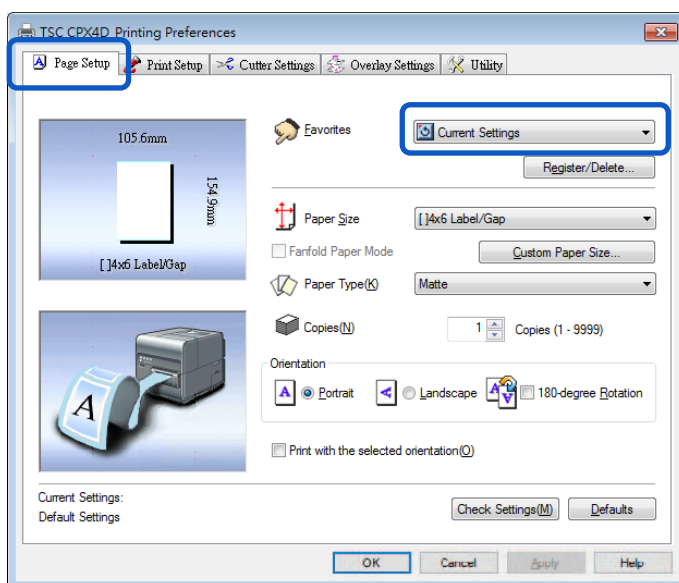 TSC CPX4D Printing Preferences
Page Setup
Print Setup
Cutter Settings
Overlay Settings
Utility
105.6mm
154.9mm
[ ]4x6 Label/Gap
Favorites
Current Settings
Register/Delete...
Paper Size
[ ]4x6 Label/Gap
Fanfold Paper Mode
Custom Paper Size...
Paper Type(K)
Matte
Copies(N)
1
Copies (1 - 9999)
Orientation
A
Portrait
A
Landscape
A
A
180-degree Rotation
Print with the selected orientation(O)
A
Current Settings:
Default Settings
Check Settings(M)
Defaults
OK
Cancel
Apply
Help